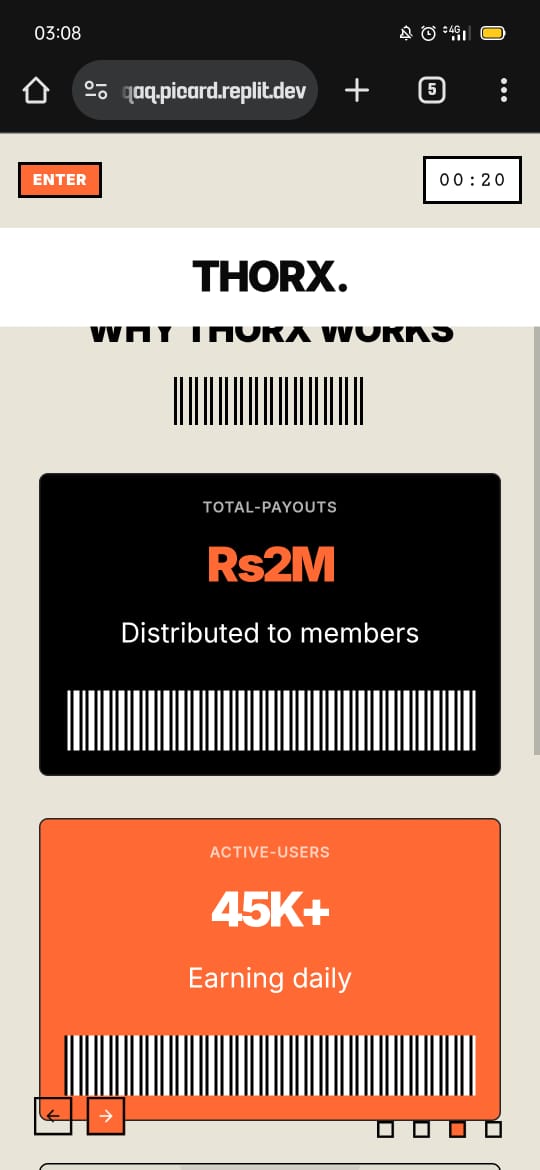 03:08
4G
qaq.picard.replit.dev
5
ENTER
00:20
THORX.
WHY THORX WORKS
TOTAL-PAYOUTS
Rs2M
Distributed to members
ACTIVE-USERS
45K+
Earning daily